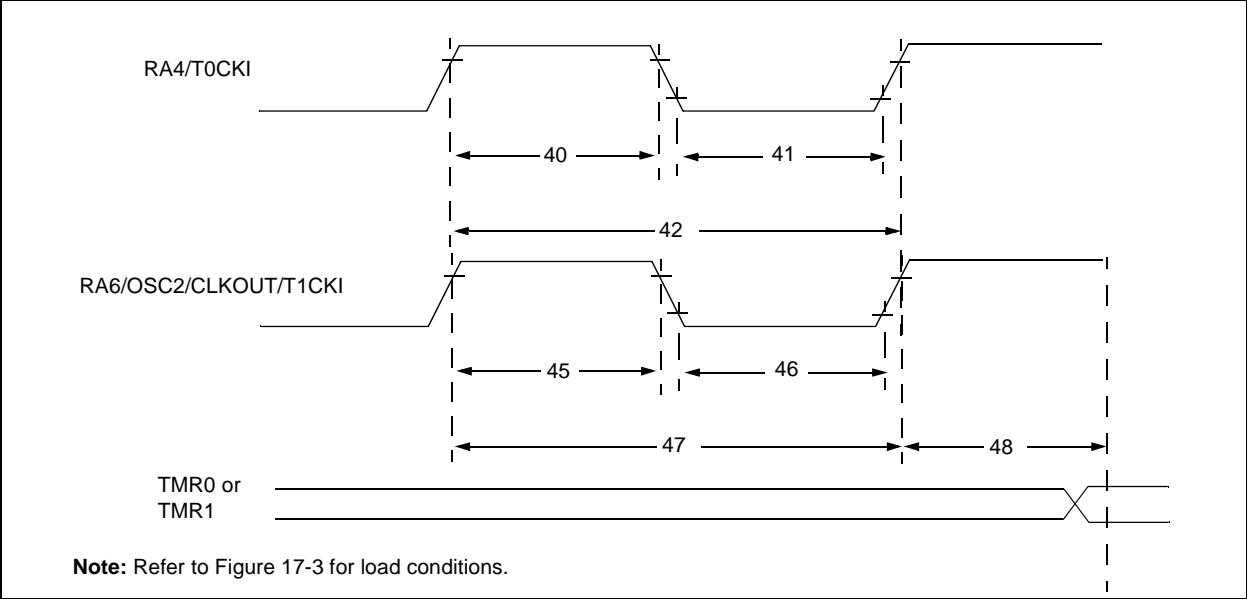 RA4/T0CKI
40
41
42
RA6/OSC2/CLKOUT/T1CKI
45
46
47
48
TMR0 or
TMR1
Note: Refer to Figure 17-3 for load conditions.